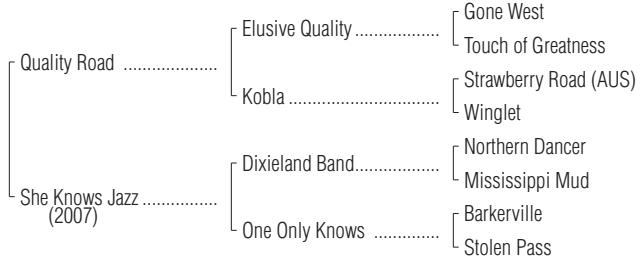 Gone West
Elusive Quality ..................
Touch of Greatness
Quality Road ....................
Strawberry Road (AUS)
Kobla ................................
Winglet
Northern Dancer
Dixieland Band..................
Mississippi Mud
She Knows Jazz ................
(2007)
Barkerville
One Only Knows ..............
Stolen Pass